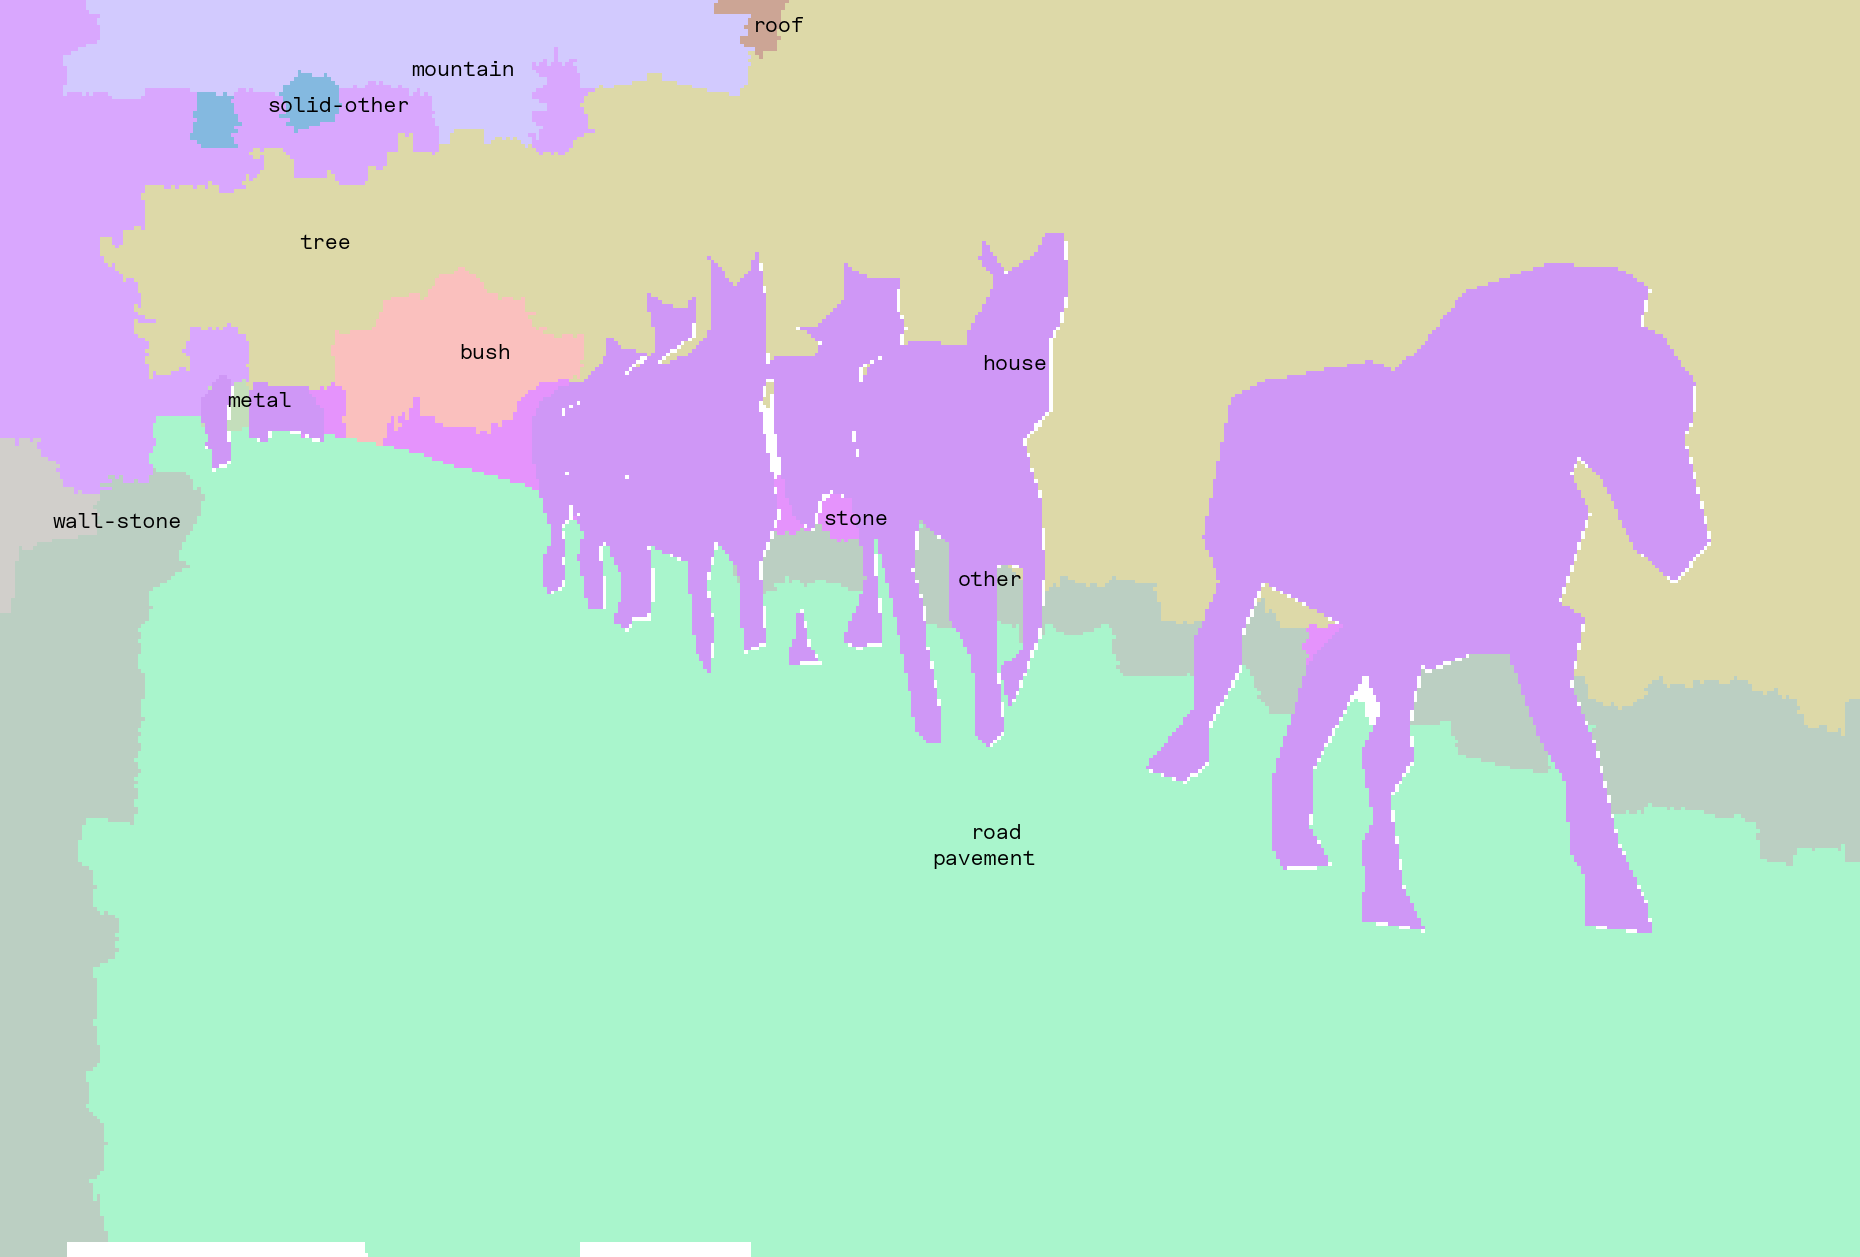 roof
mountain
solid-other
tree
bush
house
metal
stone
wall-stone
other
road
pavement